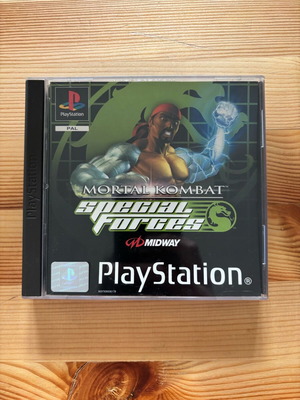 PlayStation
PAL
PlayStation
MORTAL KOMBAT
SPECIAL
FORCES
MIDWAY
PlayStation®